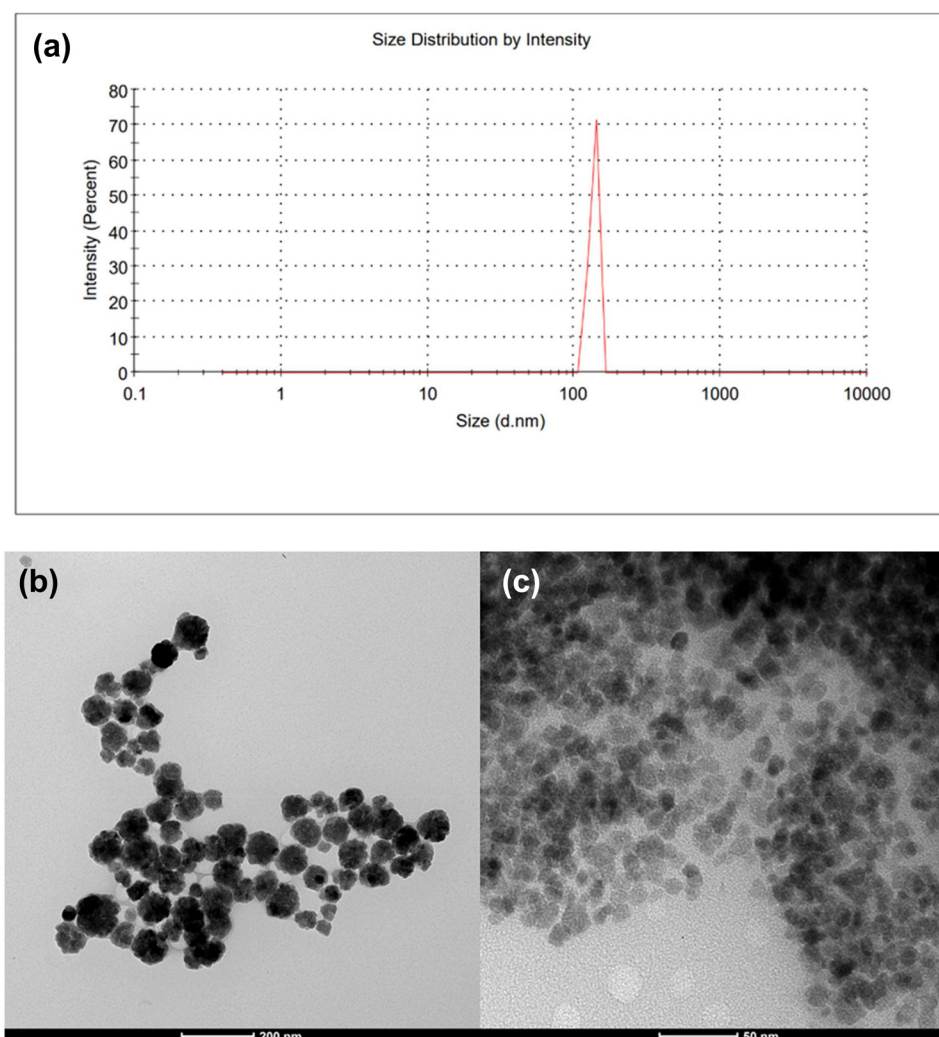 (a)
Size Distribution by Intensity
80
70
60
50
40
30
20
10
0
Intensity (Percent)
0.1 1 10 100 1000 10000
Size (d.nm)
(b)
(c)
200 nm
50 nm